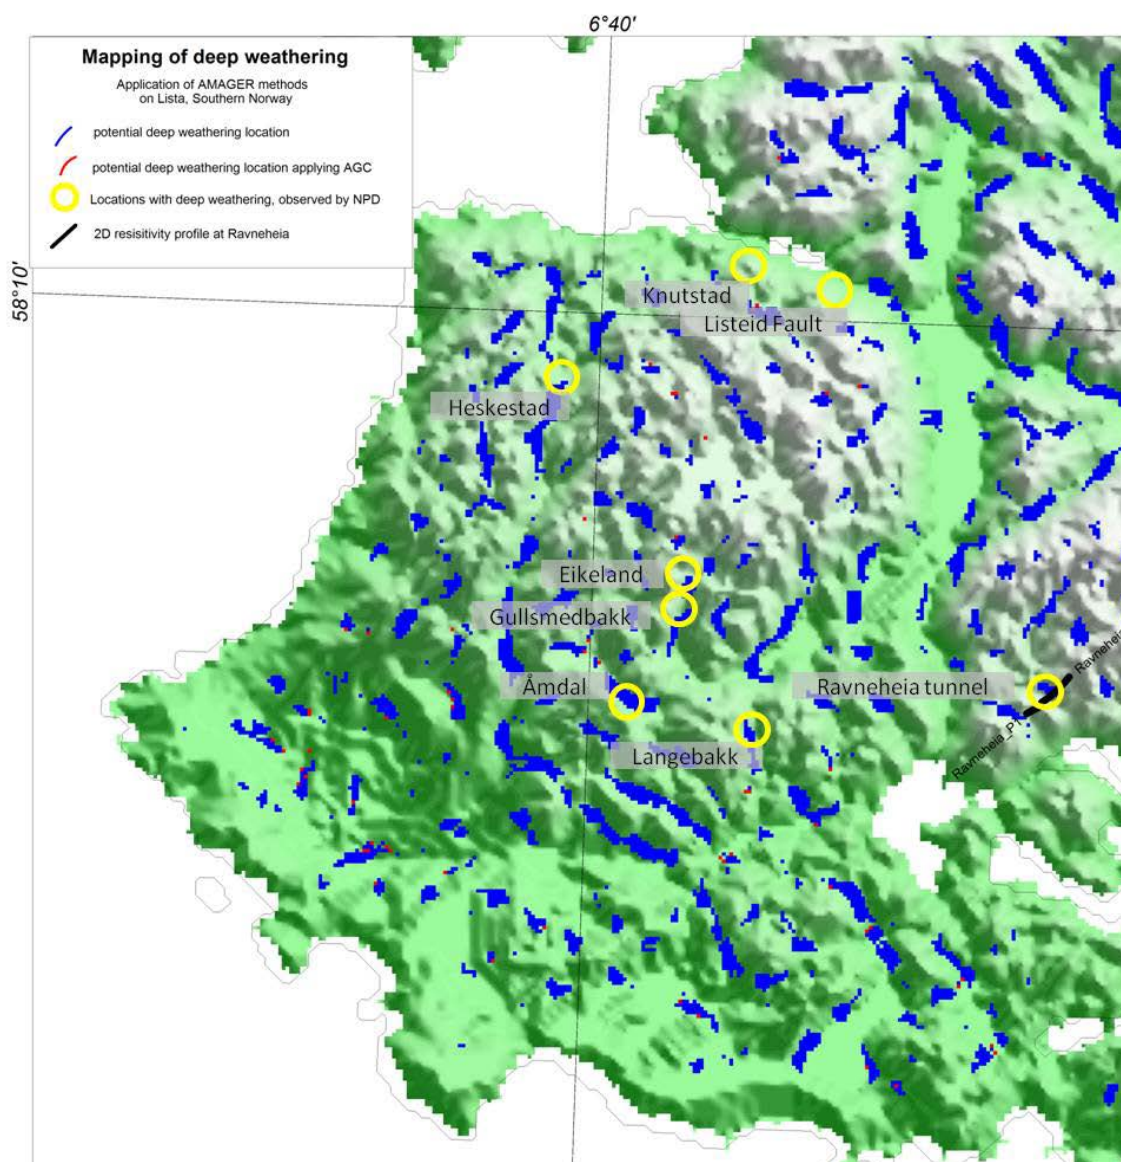 6°40'
Mapping of deep weathering
Application of AMAGER methods
on Lista, Southern Norway
potential deep weathering location
potential deep weathering location applying AGC
Locations with deep weathering, observed by NPD
2D resisitivity profile at Ravneheia
58°10'
Knutstad
Listeid Fault
Heskestad
Eikeland
Gullsmedbakk
Åmdal
Ravneheia tunnel
Langebakk
Ravneheia_P1
Ravneheia